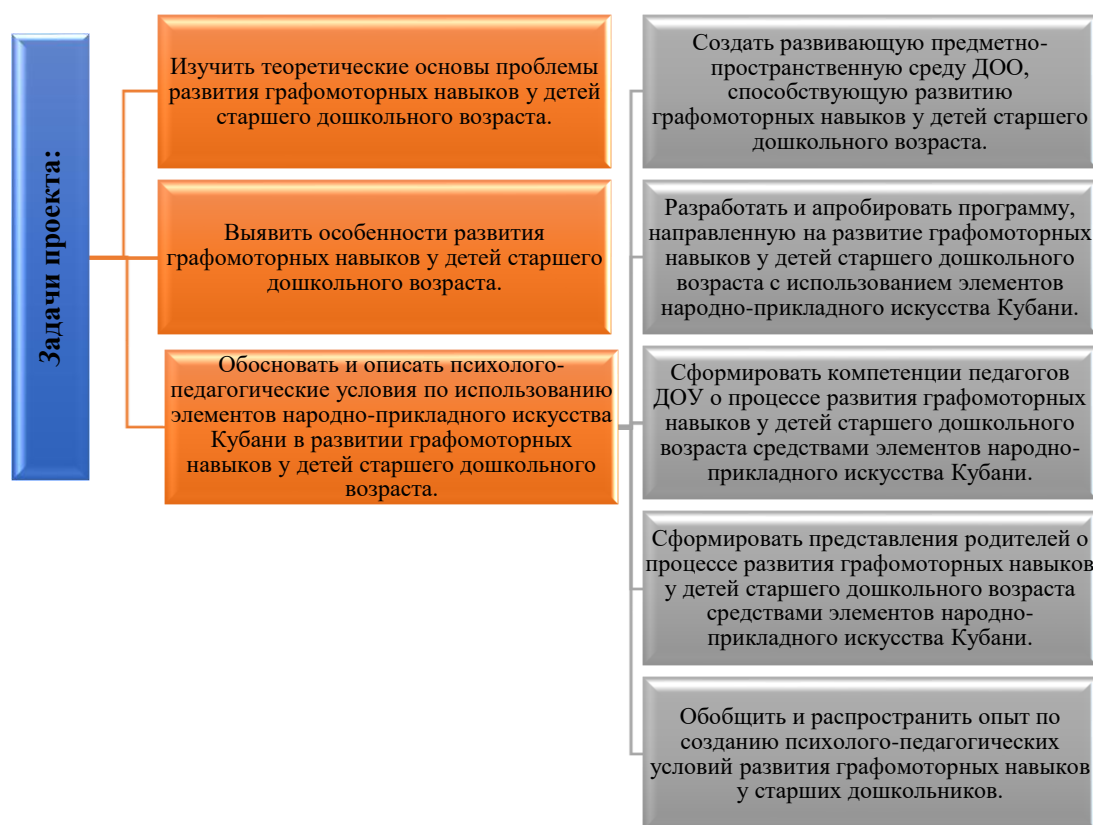 Задачи проекта:
Изучить теоретические основы проблемы
развития графомоторных навыков у детей
старшего дошкольного возраста.
Выявить особенности развития
графомоторных навыков у детей старшего
дошкольного возраста.
Обосновать и описать психолого-
педагогические условия по использованию
элементов народно-прикладного искусства
Кубани в развитии графомоторных
навыков у детей старшего дошкольного
возраста.
Создать развивающую предметно-
пространственную среду ДОО,
способствующую развитию
графомоторных навыков у детей старшего
дошкольного возраста.
Разработать и апробировать программу,
направленную на развитие графомоторных
навыков у детей старшего дошкольного
возраста с использованием элементов
народно-прикладного искусства Кубани.
Сформировать компетенции педагогов
ДОУ о процессе развития графомоторных
навыков у детей старшего дошкольного
возраста средствами элементов народно-
прикладного искусства Кубани.
Сформировать представления родителей о
процессе развития графомоторных навыков
у детей старшего дошкольного возраста
средствами элементов народно-
прикладного искусства Кубани.
Обобщить и распространить опыт по
созданию психолого-педагогических
условий развития графомоторных навыков
у старших дошкольников.